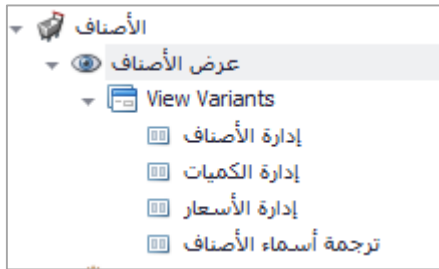 الأصناف
عرض الأصناف
View Variants
إدارة الأصناف
إدارة الكميات
إدارة الأسعار
ترجمة أسماء الأصناف